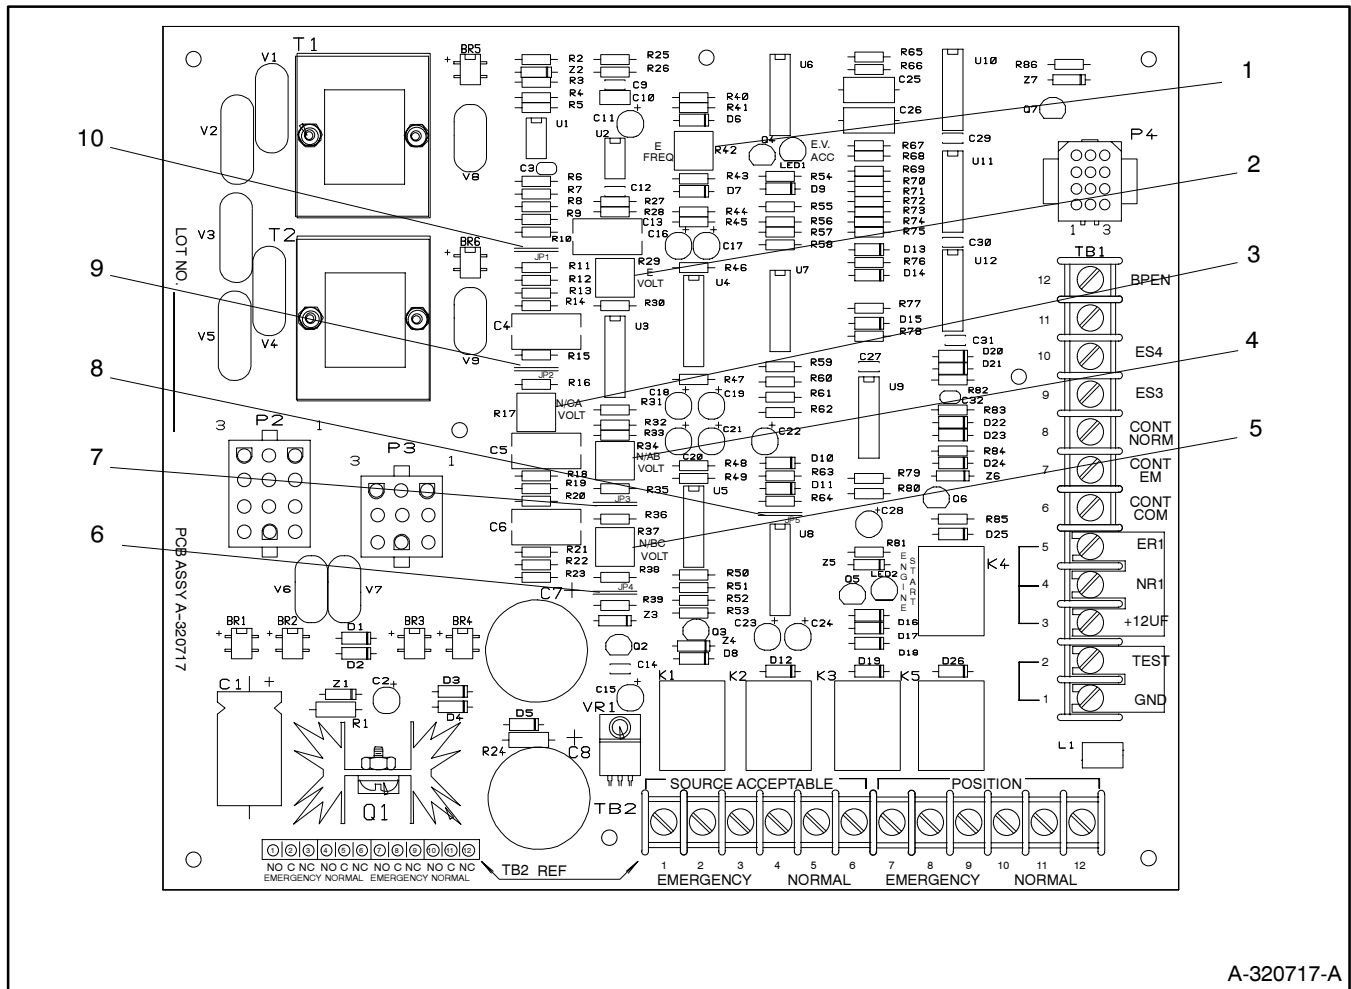 T1
V1
V2
BR5
+
V8
R2
Z2
R3
R4
R5
U1
C3
R25
R26
C9
C10
C11 +
U2
R40
R41
D6
E
FREQ
R42
U6
Q4
LED1
E.V.
ACC
R65
R66
C25
C26
U10
C29
R86
Z7
Q7
P4
1 3
1
10
R6
R7
R8
R9
R10
JP1
C12
R27
R28
C13
R43
D7
R44
R45
C16
C17
R54
D9
R55
R56
R57
R58
R67
R68
R69
R70
R71
R72
R73
R74
R75
U11
C30
2
V3
LOT NO.
T2
BR6
+
V5
V4
V9
9
R11
R12
R13
R14
C4
R15
JP2
R16
R29
E
VOLT
R30
U3
R46
U4
U7
D13
R76
D14
R77
D15
R78
U12
C31
TB1
3
12 BPEN
11
10 ES4
9 ES3
8 CONT
NORM
7 CONT
EM
6 CONT
COM
5 ER1
4 NR1
3 +12UF
2 TEST
1 GND
4
8
R17
N/CA
VOLT
C5
R18
R19
R20
R31
R32
R33
R34
N/AB
VOLT
R35
JP3
R47
C18 +
+ C19
C21
C20
R48
R49
U5
R59
R60
R61
R62
+ C22
D10
R63
D11
R64
JP5
U8
C27
U9
R79
R80
Q6
+ C28
D20
D21
R82
C32
R83
D22
D23
R84
D24
Z6
R85
D25
5
7
P2
3 1
P3
3 1
6
C6
R21
R22
R23
R36
R37
N/BC
VOLT
R38
JP4
R39
Z3
Q2
C14
C15 +
R50
R51
R52
R53
Q3
Z4
D8
C23 +
+ C24
R81
Z5
Q5
LED2
ENGINE
START
K4
D16
D17
D18
PCB ASSY A-320717
V6
V7
BR1
+
BR2
+
D1
D2
BR3
+
BR4
+
C7 +
C1 +
Z1
R1
C2 +
D3
D4
Q1
D5
R24
+
C8
VR1
K1
K2
D12
K3
D19
K5
D26
L1
TB2
SOURCE ACCEPTABLE POSITION
1 2 3 4 5 6 7 8 9 10 11 12
EMERGENCY NORMAL EMERGENCY NORMAL
1 2 3 4 5 6 7 8 9 10 11 12
NO C NC NO C NC NO C NC NO C NC
EMERGENCY NORMAL EMERGENCY NORMAL
TB2 REF
A-320717-A